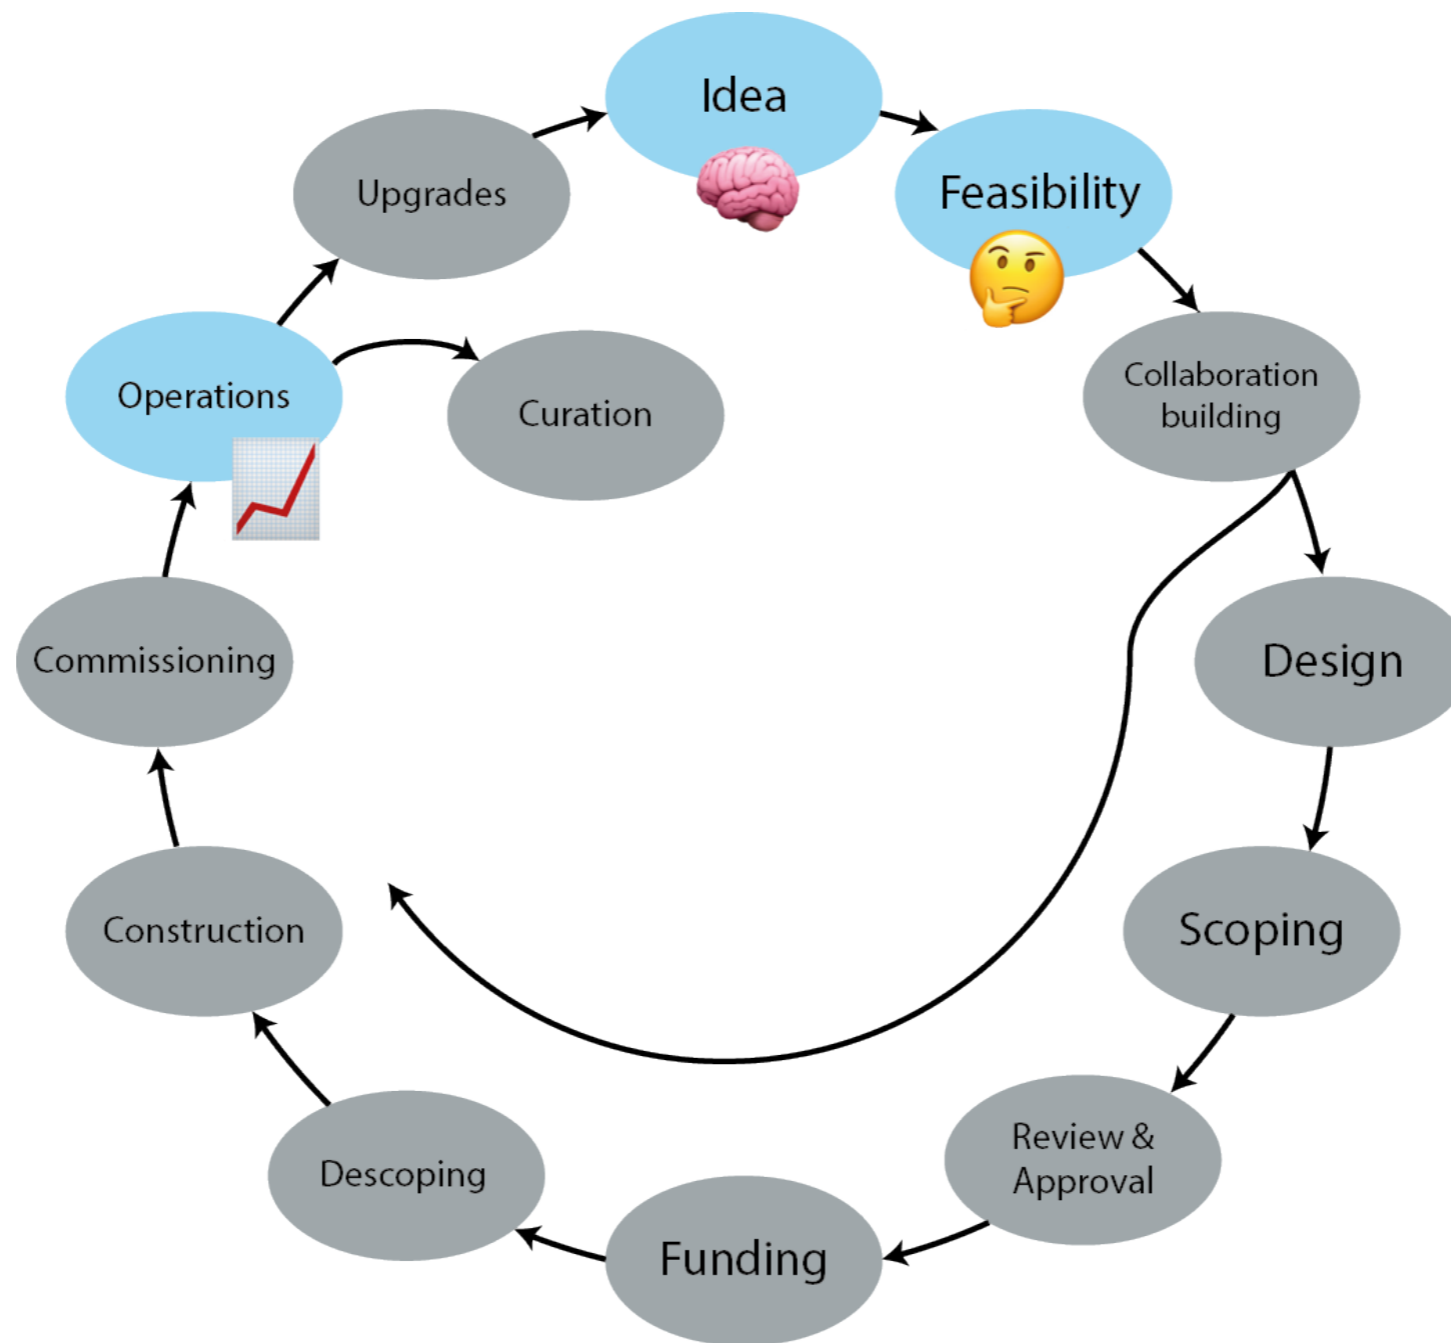 Idea
Feasibility
Upgrades
Collaboration
building
Operations
Curation
Commissioning
Design
Construction
Scoping
Review &
Approval
Descoping
Funding